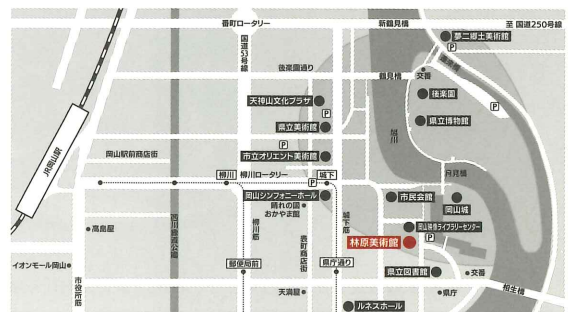 番町ロータリー
新鶴見橋
至 国道250号線
夢二郷土美術館
P
国道53号線
蓬莱橋
後楽園通り
鶴見橋
交番
後楽園
P
天神山文化プラザ
P
県立美術館
県立博物館
旭川
P
JR岡山駅
岡山駅前商店街
市立オリエント美術館
月見橋
柳川
柳川ロータリー
城下
P
岡山シンフォニーホール
市民会館
岡山城
晴れの国
おかやま館
岡山映像ライブラリーセンター
高島屋
西川緑道公園
柳川筋
表町商店街
城下筋
林原美術館
P
イオンモール岡山
郵便局前
県庁通り
県立図書館
交番
市役所筋
天満屋
県庁
相生橋
ルネスホール